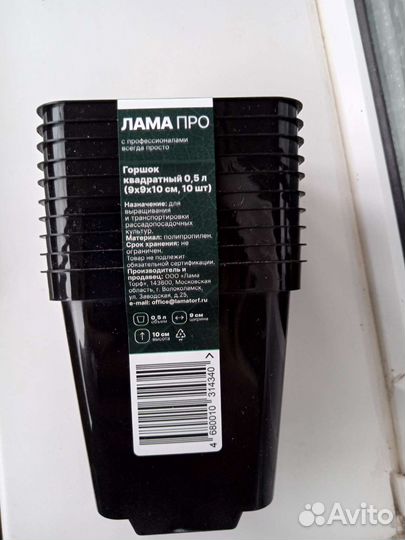 ЛАМА ПРО
с профессионалами
всегда просто
Горшок
квадратный 0,5 л
(9х9х10 см, 10 шт)
Назначение: для
выращивания
и транспортировки
рассадопосадочных
культур.
Материал: полипропилен.
Срок хранения: не
ограничен.
Товар не подлежит
обязательной сертификации.
Производитель и
продавец: ООО «Лама
Торф», 143600, Московская
область, г. Волоколамск,
ул. Заводская, д.25.
e-mail: office@lamatorf.ru
0,5 л
объем
9 см
ширина
10 см
высота
4 680010 314340 >
Avito